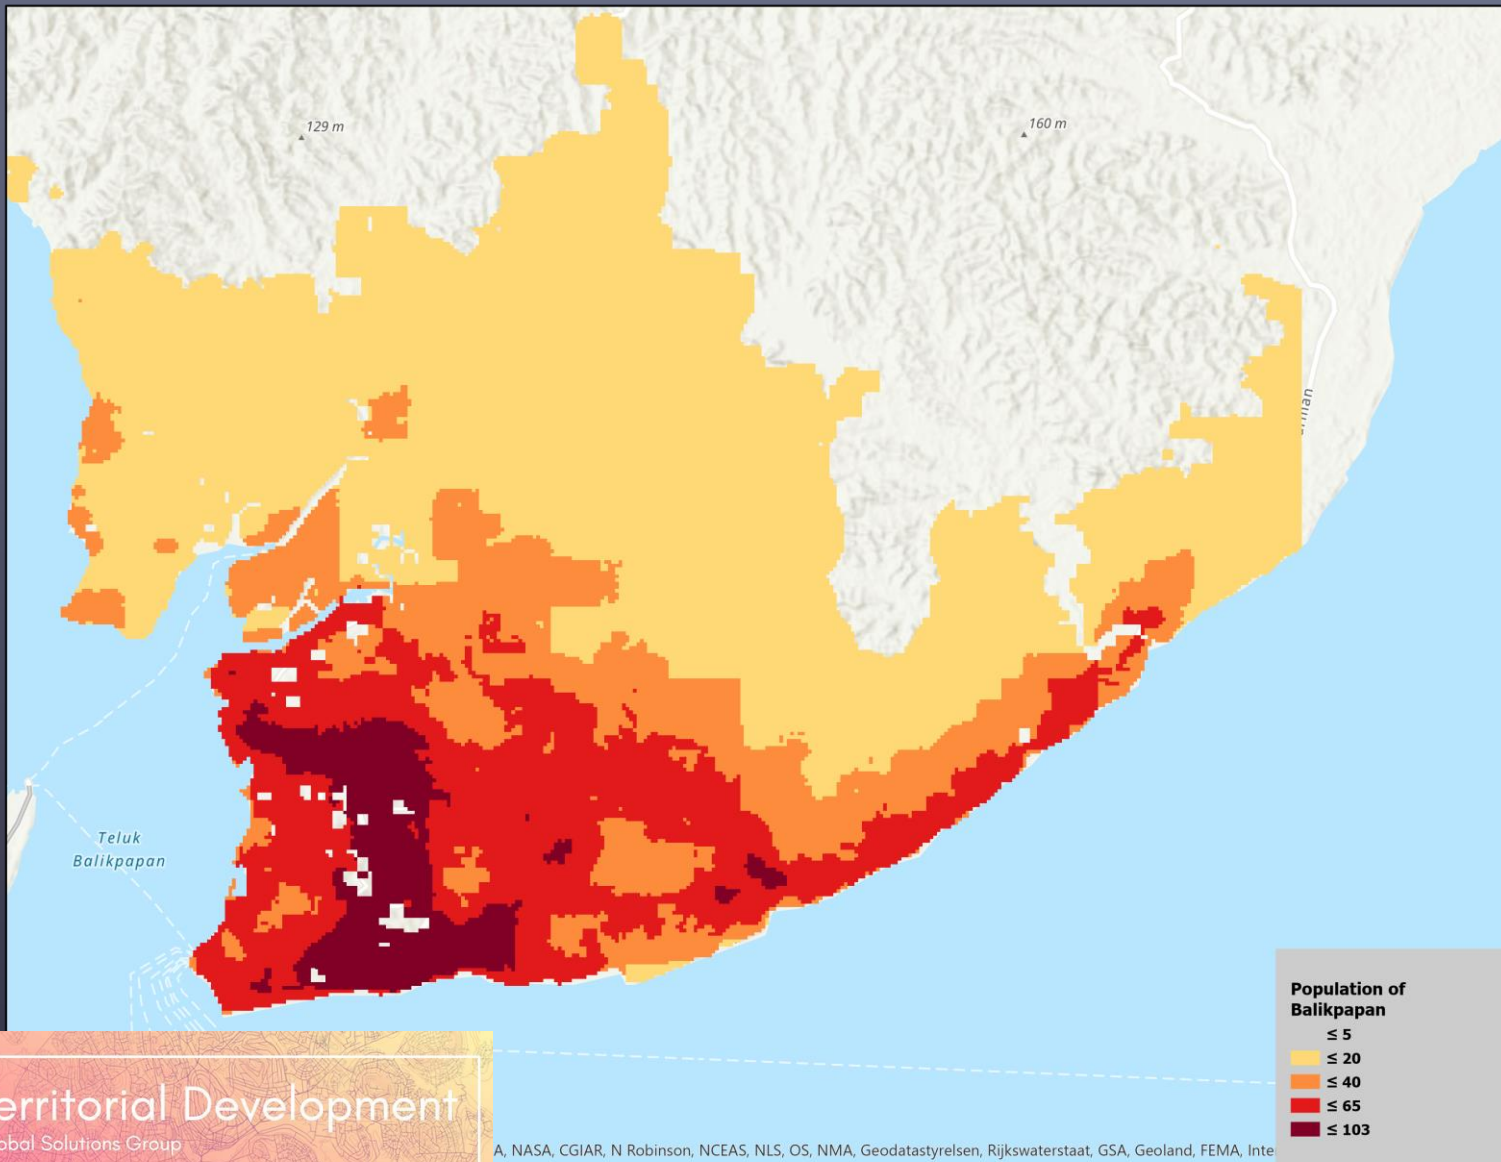 129 m
160 m
Teluk
Balikpapan
Population of
Balikpapan
≤ 5
≤ 20
≤ 40
≤ 65
≤ 103
erritorial Development
obal Solutions Group
A, NASA, CGIAR, N Robinson, NCEAS, NLS, OS, NMA, Geodatastyrelsen, Rijkswaterstaat, GSA, Geoland, FEMA, Inte